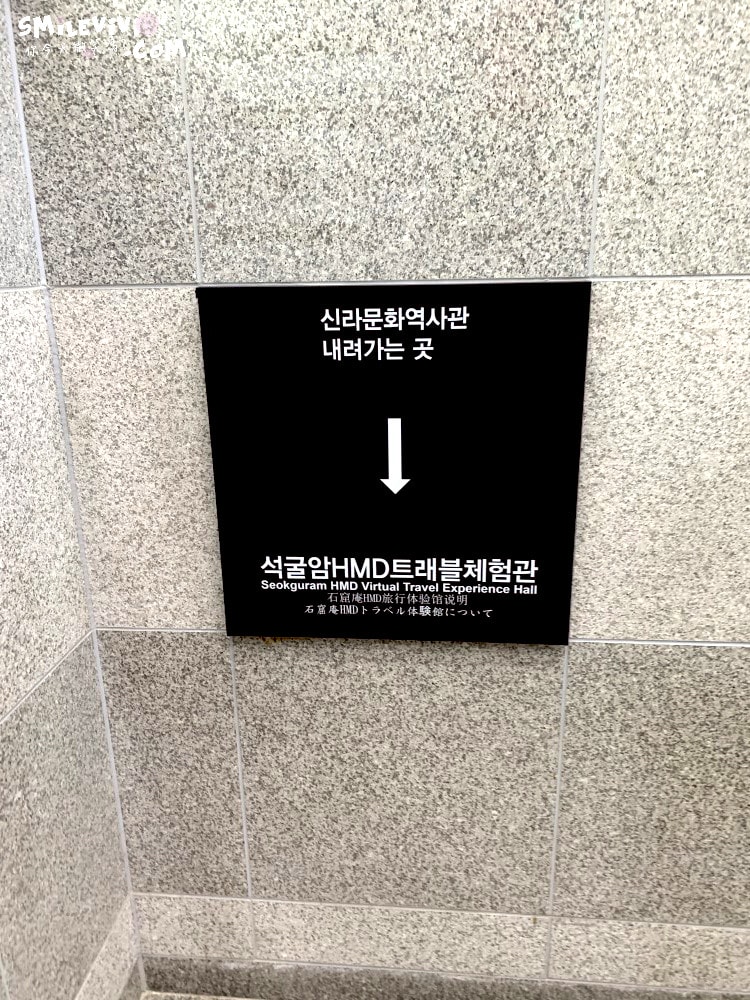 SMILEVSVI
.COM
신라문화역사관
내려가는 곳
석굴암HMD트래블체험관
Seokguram HMD Virtual Travel Experience Hall
石窟庵HMD旅行体验馆说明
石窟庵HMDトラベル体験館について